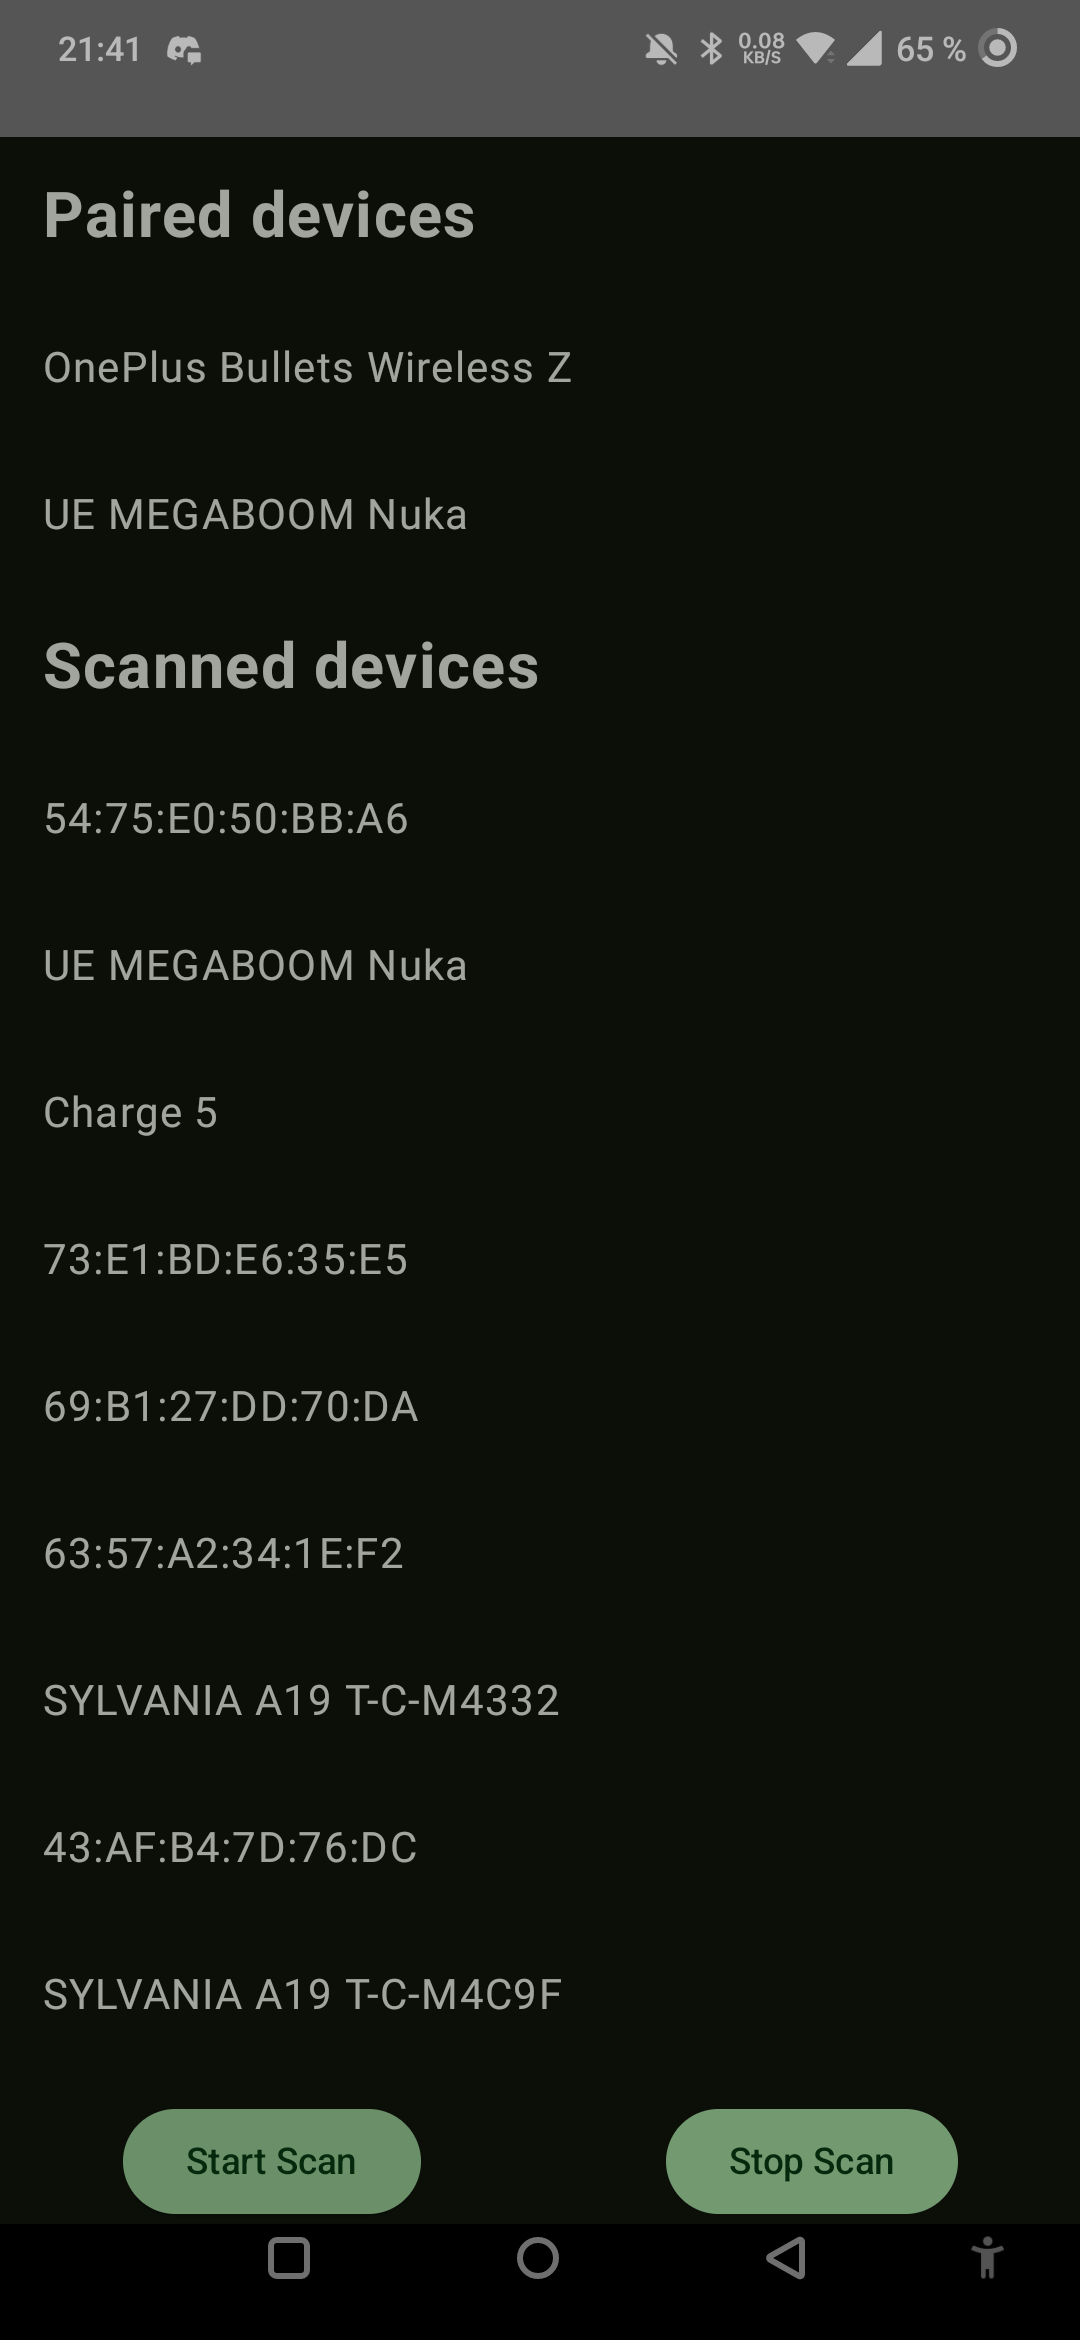 21:41
0.08 KB/S
65 %
Paired devices
OnePlus Bullets Wireless Z
UE MEGABOOM Nuka
Scanned devices
54:75:E0:50:BB:A6
UE MEGABOOM Nuka
Charge 5
73:E1:BD:E6:35:E5
69:B1:27:DD:70:DA
63:57:A2:34:1E:F2
SYLVANIA A19 T-C-M4332
43:AF:B4:7D:76:DC
SYLVANIA A19 T-C-M4C9F
Start Scan
Stop Scan